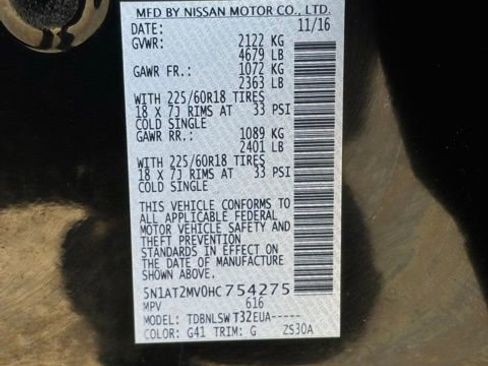 MFD BY NISSAN MOTOR CO., LTD.
DATE: 11/16
GVWR: 2122 KG
4679 LB
GAWR FR.: 1072 KG
2363 LB
WITH 225/60R18 TIRES
18 X 7J RIMS AT 33 PSI
COLD SINGLE
GAWR RR.: 1089 KG
2401 LB
WITH 225/60R18 TIRES
18 X 7J RIMS AT 33 PSI
COLD SINGLE
THIS VEHICLE CONFORMS TO
ALL APPLICABLE FEDERAL
MOTOR VEHICLE SAFETY AND
THEFT PREVENTION
STANDARDS IN EFFECT ON
THE DATE OF MANUFACTURE
SHOWN ABOVE.
5N1AT2MV0HC754275
MPV 616
MODEL: TDBNLSWT32EUA-----
COLOR: G41 TRIM: G ZS30A